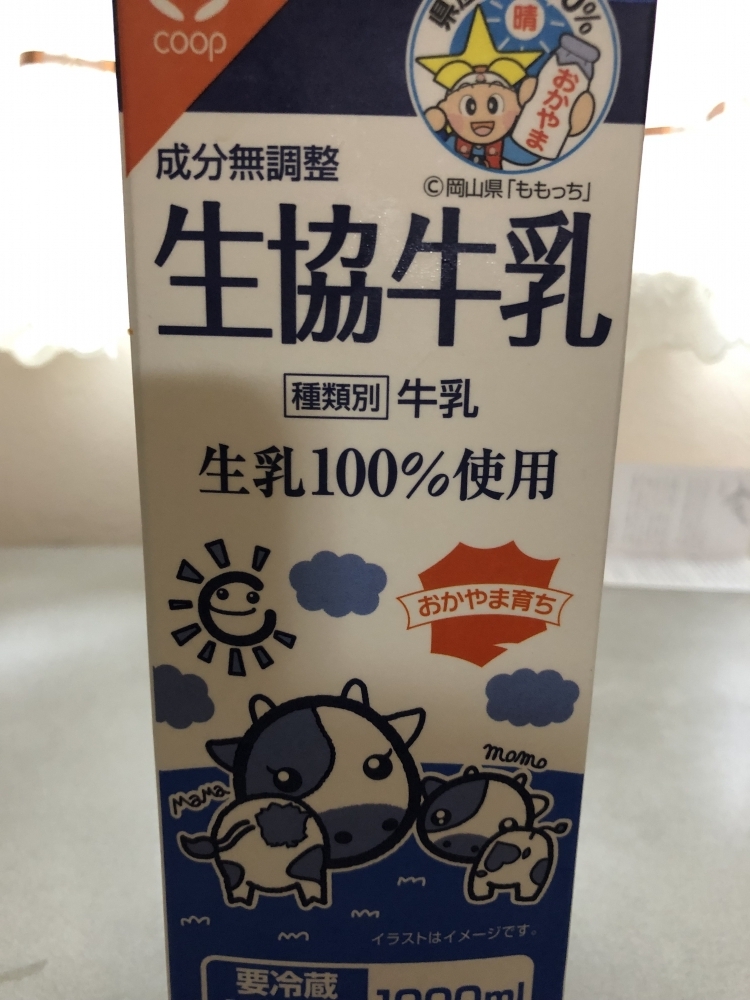 coop
晴
おかやま
成分無調整
©岡山県「ももっち」
生協牛乳
種類別 牛乳
生乳100%使用
おかやま育ち
momo
MaMa
イラストはイメージです。
要冷蔵
1000ml